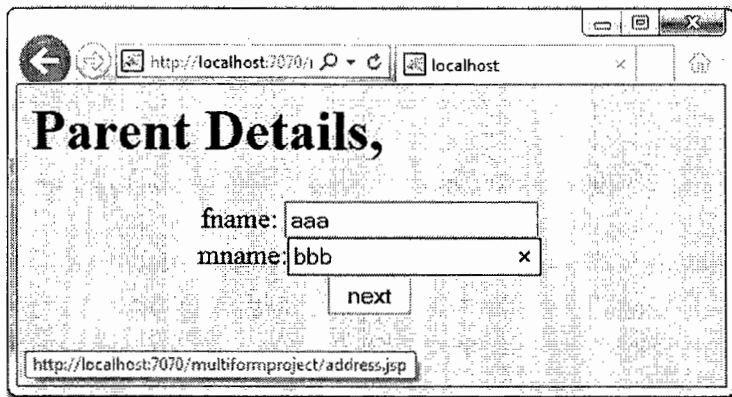 http://localhost:7070/
localhost
Parent Details,
fname: aaa
mname: bbb
next
http://localhost:7070/multiformproject/address.jsp